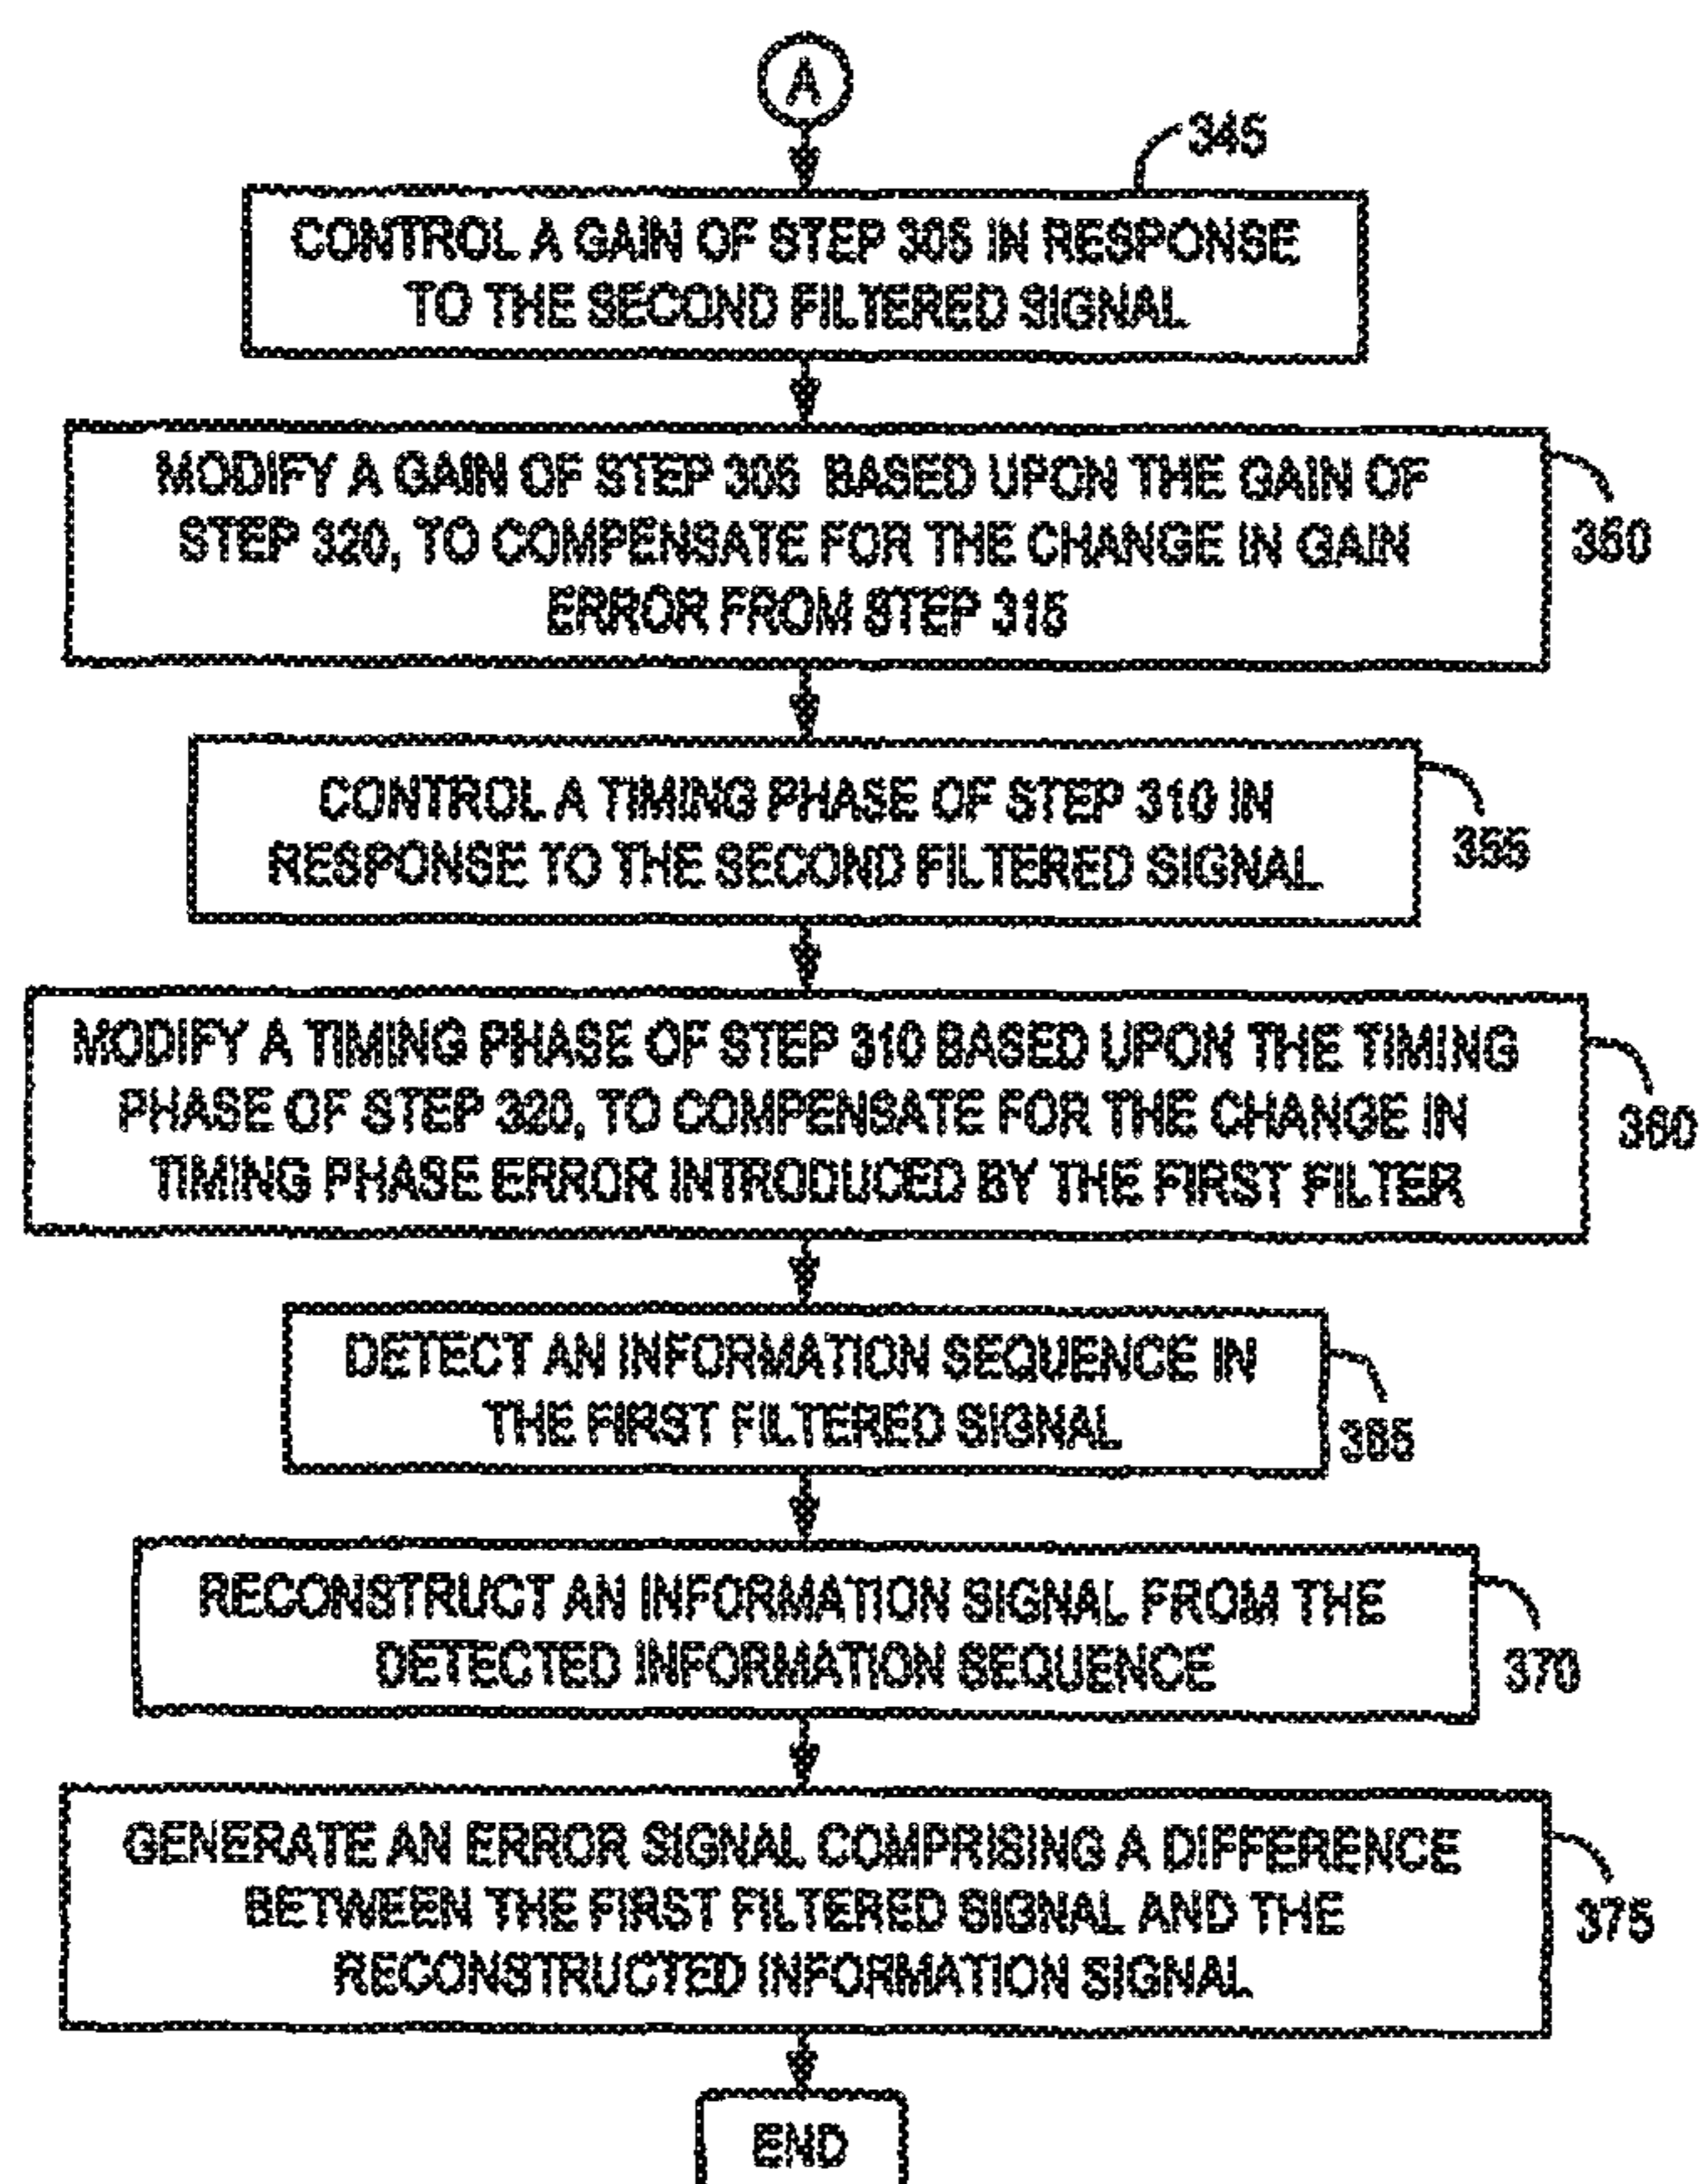 A
345
CONTROL A GAIN OF STEP 305 IN RESPONSE
TO THE SECOND FILTERED SIGNAL
MODIFY A GAIN OF STEP 305 BASED UPON THE GAIN OF
STEP 320, TO COMPENSATE FOR THE CHANGE IN GAIN
ERROR FROM STEP 315
350
CONTROL A TIMING PHASE OF STEP 310 IN
RESPONSE TO THE SECOND FILTERED SIGNAL
355
MODIFY A TIMING PHASE OF STEP 310 BASED UPON THE TIMING
PHASE OF STEP 320, TO COMPENSATE FOR THE CHANGE IN
TIMING PHASE ERROR INTRODUCED BY THE FIRST FILTER
360
DETECT AN INFORMATION SEQUENCE IN
THE FIRST FILTERED SIGNAL
365
RECONSTRUCT AN INFORMATION SIGNAL FROM THE
DETECTED INFORMATION SEQUENCE
370
GENERATE AN ERROR SIGNAL COMPRISING A DIFFERENCE
BETWEEN THE FIRST FILTERED SIGNAL AND THE
RECONSTRUCTED INFORMATION SIGNAL
375
END